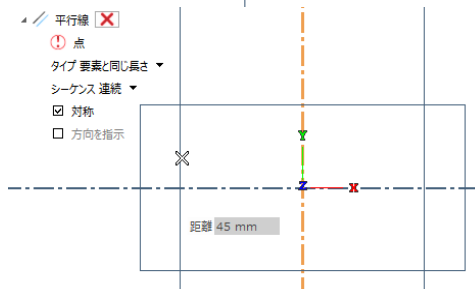 平行線
点
タイプ 要素と同じ長さ
シーケンス 連続
対称
方向を指示
Y
Z X
距離 45 mm